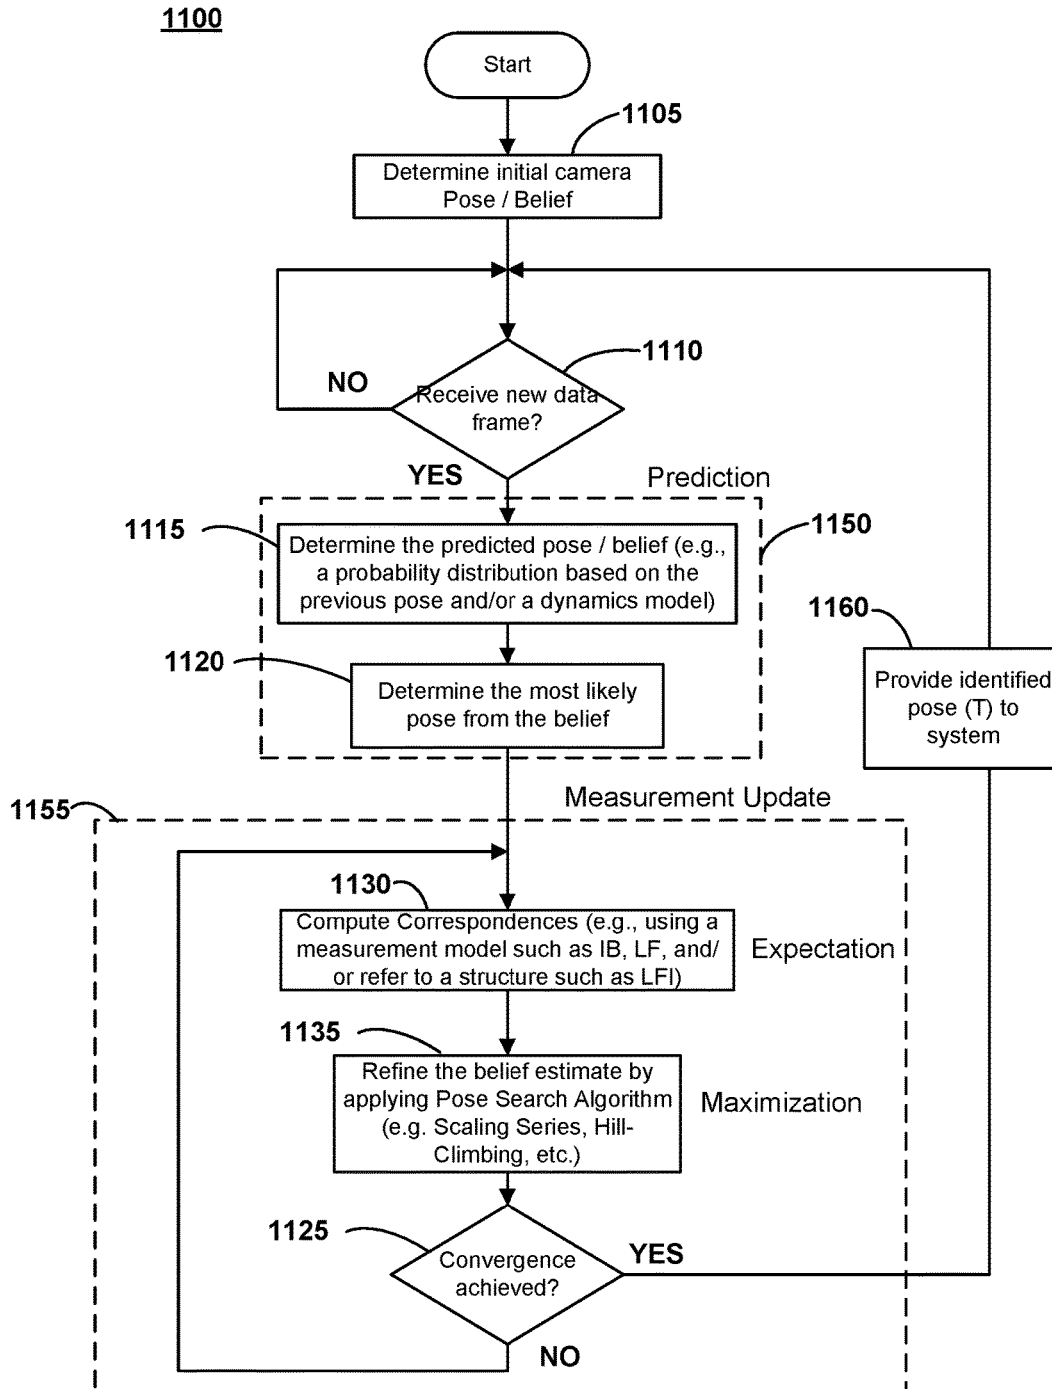 1100
Start
1105
Determine initial camera
Pose / Belief
1110
NO
Receive new data
frame?
YES
Prediction
1115
1150
Determine the predicted pose / belief (e.g.,
a probability distribution based on the
previous pose and/or a dynamics model)
1160
1120
Determine the most likely
pose from the belief
Provide identified
pose (T) to
system
Measurement Update
1155
1130
Compute Correspondences (e.g., using a
measurement model such as IB, LF, and/
or refer to a structure such as LFI)
Expectation
1135
Refine the belief estimate by
applying Pose Search Algorithm
(e.g. Scaling Series, Hill-
Climbing, etc.)
Maximization
1125
Convergence
achieved?
YES
NO